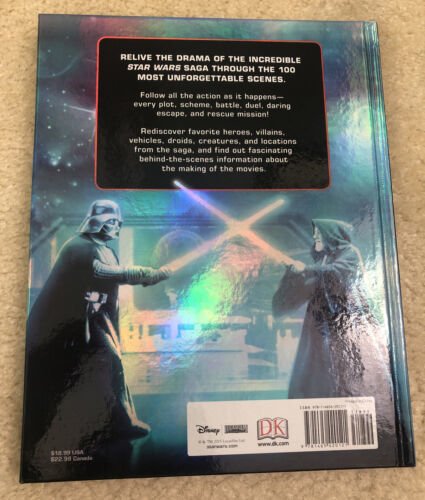 RELIVE THE DRAMA OF THE INCREDIBLE
STAR WARS SAGA THROUGH THE 100
MOST UNFORGETTABLE SCENES.
Follow all the action as it happens—
every plot, scheme, battle, duel, daring
escape, and rescue mission!
Rediscover favorite heroes, villains,
vehicles, droids, creatures, and locations
from the saga, and find out fascinating
behind-the-scenes information about
the making of the movies.
Disney
DK
starwars.com
www.dk.com
$18.99 USA
$22.99 Canada